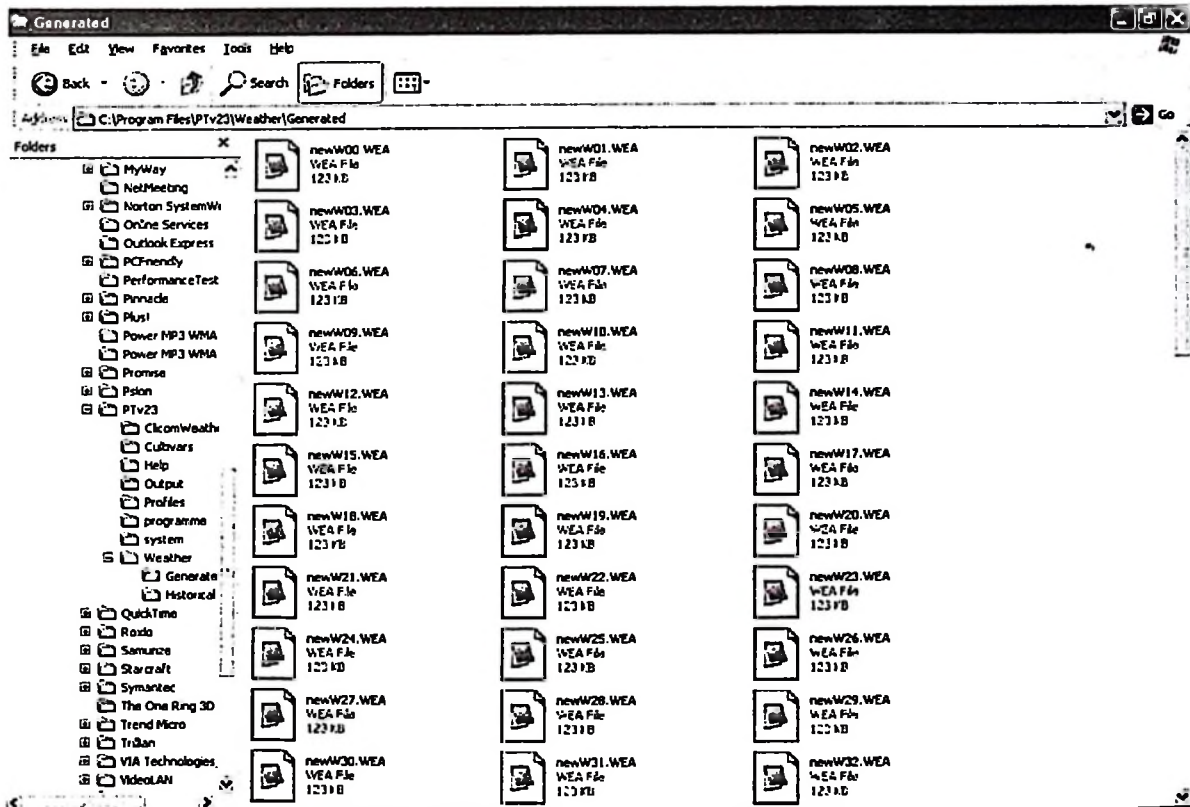 Generated
File Edit View Favorites Tools Help
Back Search Folders
Address C:\Program Files\PTv23\Weather\Generated Go
Folders
MyWay
NetMeeting
Norton SystemW
Online Services
Outlook Express
PCFriendly
PerformanceTest
Pinnacle
Plus!
Power MP3 WMA
Power MP3 WMA
Promise
Psion
PTv23
ClicomWeath
Cultivars
Help
Output
Profiles
programme
system
Weather
Generate
Historical
QuickTime
Roxio
Samurize
Starcraft
Symantec
The One Ring 3D
Trend Micro
Trillian
VIA Technologies
VideoLAN
newW00.WEA newW01.WEA newW02.WEA
WEA File WEA File WEA File
123 KB 123 KB 123 KB
newW03.WEA newW04.WEA newW05.WEA
WEA File WEA File WEA File
123 KB 123 KB 123 KB
newW06.WEA newW07.WEA newW08.WEA
WEA File WEA File WEA File
123 KB 123 KB 123 KB
newW09.WEA newW10.WEA newW11.WEA
WEA File WEA File WEA File
123 KB 123 KB 123 KB
newW12.WEA newW13.WEA newW14.WEA
WEA File WEA File WEA File
123 KB 123 KB 123 KB
newW15.WEA newW16.WEA newW17.WEA
WEA File WEA File WEA File
123 KB 123 KB 123 KB
newW18.WEA newW19.WEA newW20.WEA
WEA File WEA File WEA File
123 KB 123 KB 123 KB
newW21.WEA newW22.WEA newW23.WEA
WEA File WEA File WEA File
123 KB 123 KB 123 KB
newW24.WEA newW25.WEA newW26.WEA
WEA File WEA File WEA File
123 KB 123 KB 123 KB
newW27.WEA newW28.WEA newW29.WEA
WEA File WEA File WEA File
123 KB 123 KB 123 KB
newW30.WEA newW31.WEA newW32.WEA
WEA File WEA File WEA File
123 KB 123 KB 123 KB